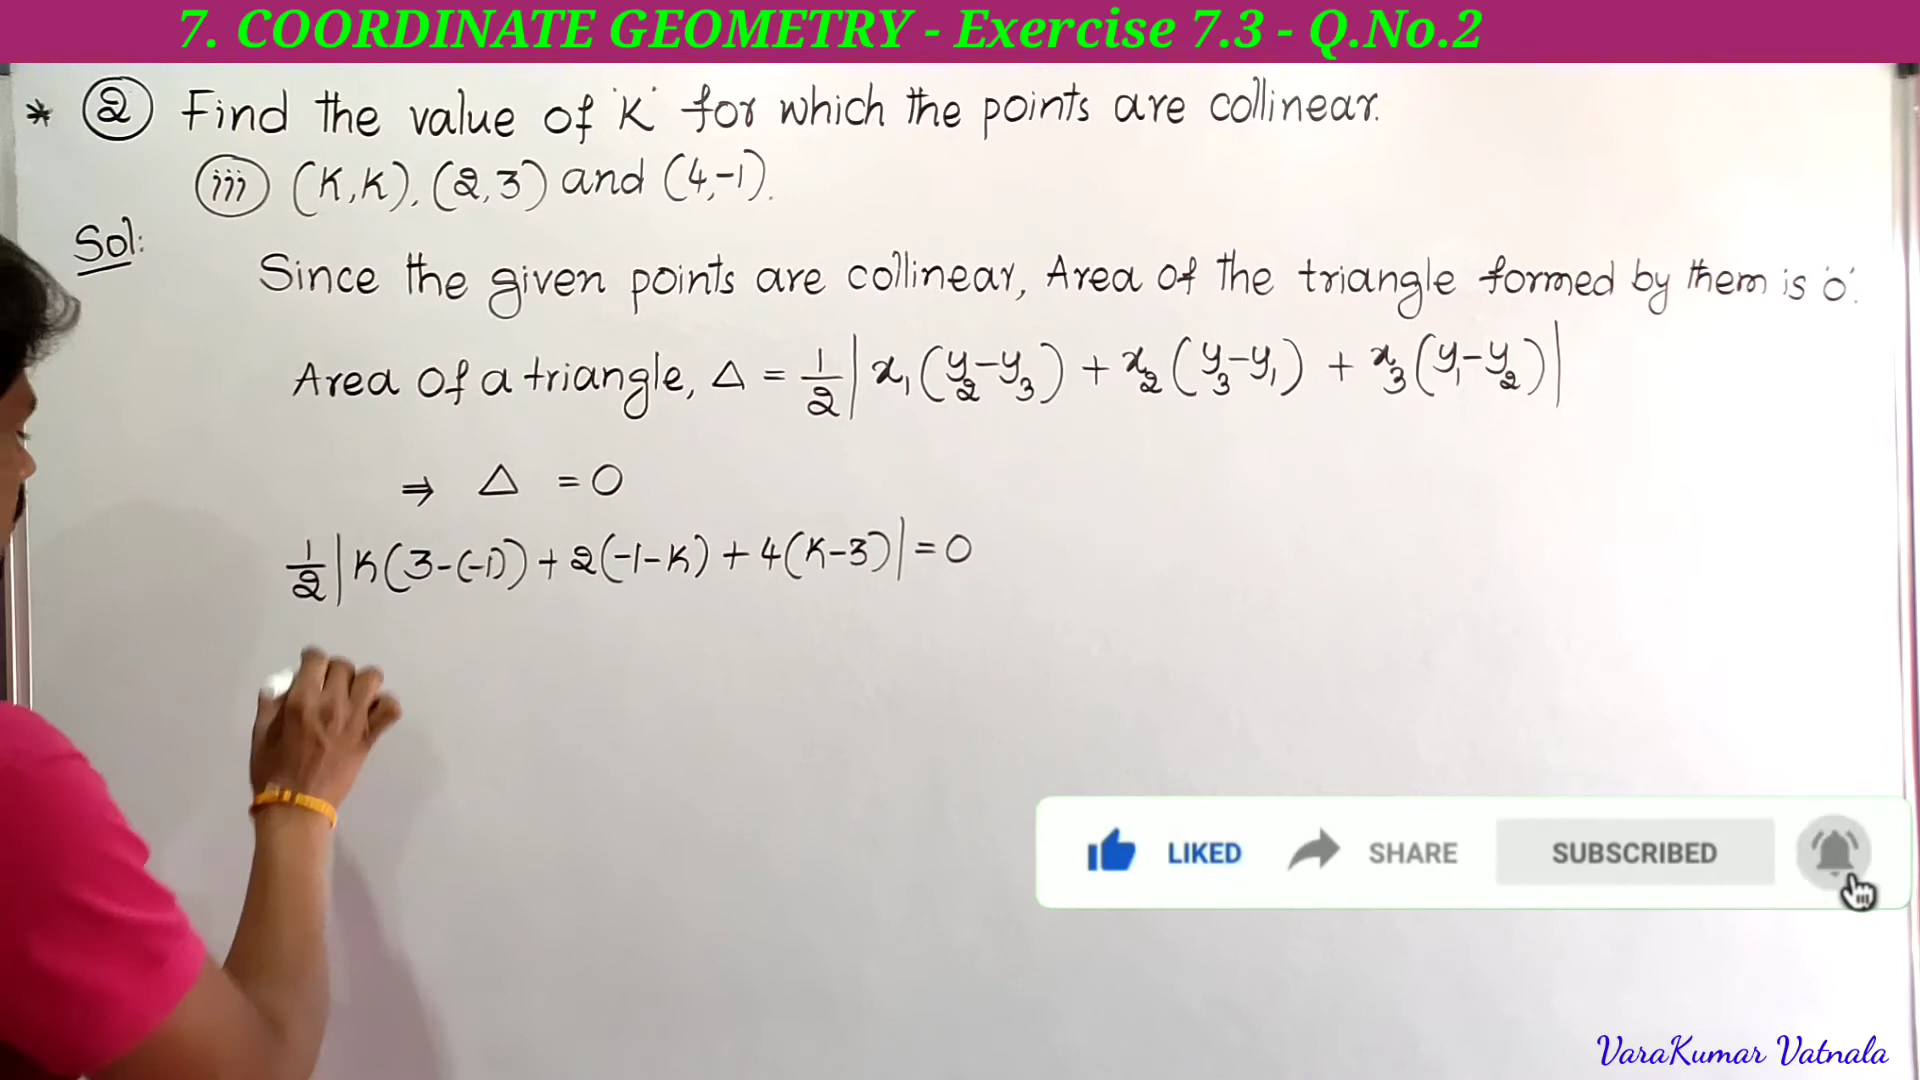 7. COORDINATE GEOMETRY - Exercise 7.3 - Q.No.2
* 2 Find the value of 'K' for which the points are collinear.
iii (K,K), (2,3) and (4,-1).
Sol:
Since the given points are collinear, Area of the triangle formed by them is '0'.
Area of a triangle, △ = 1/2 | x₁(y₂-y₃) + x₂(y₃-y₁) + x₃(y₁-y₂)|
⇒ △ = 0
1/2 | K(3-(-1)) + 2(-1-K) + 4(K-3)| = 0
LIKED SHARE SUBSCRIBED
VaraKumar Vatnala